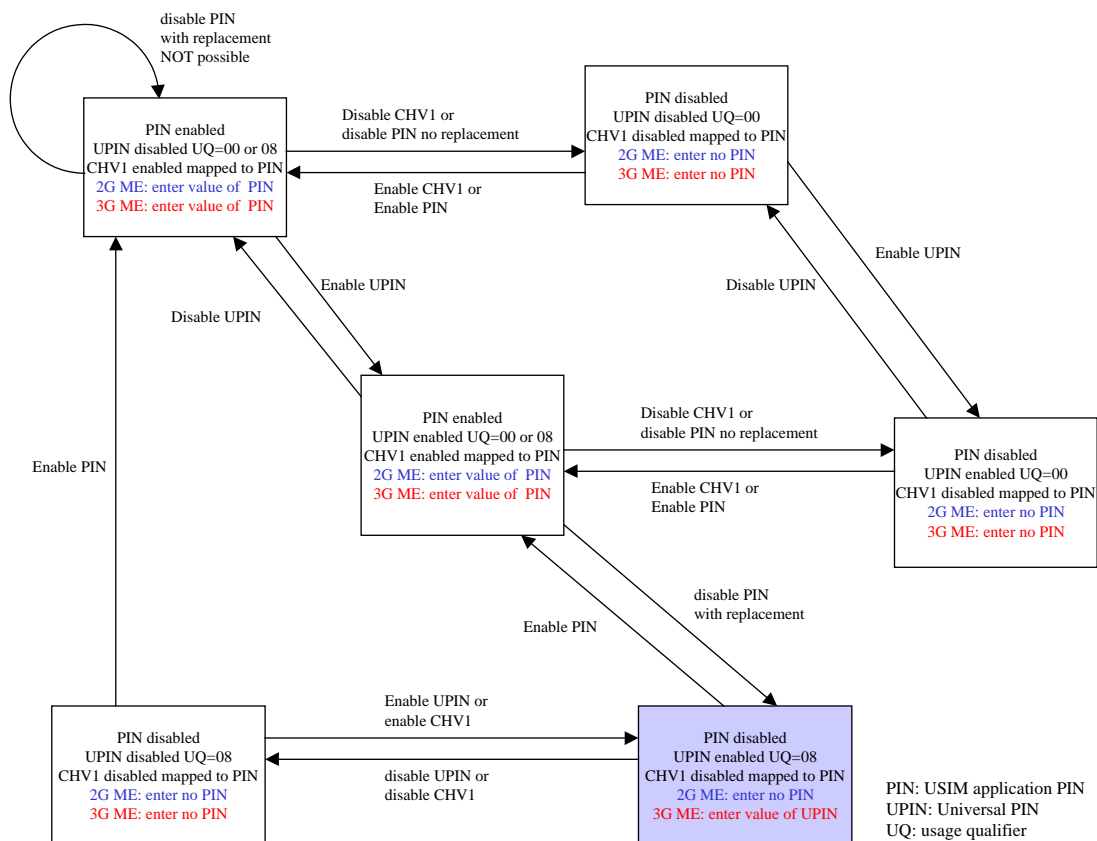 disable PIN
with replacement
NOT possible
PIN enabled
UPIN disabled UQ=00 or 08
CHV1 enabled mapped to PIN
2G ME: enter value of  PIN
3G ME: enter value of  PIN
Disable CHV1 or
disable PIN no replacement
Enable CHV1 or
Enable PIN
PIN disabled
UPIN disabled UQ=00
CHV1 disabled mapped to PIN
2G ME: enter no PIN
3G ME: enter no PIN
Enable UPIN
Disable UPIN
Enable UPIN
Disable UPIN
PIN enabled
UPIN enabled UQ=00 or 08
CHV1 enabled mapped to PIN
2G ME: enter value of  PIN
3G ME: enter value of  PIN
Disable CHV1 or
disable PIN no replacement
Enable CHV1 or
Enable PIN
PIN disabled
UPIN enabled UQ=00
CHV1 disabled mapped to PIN
2G ME: enter no PIN
3G ME: enter no PIN
Enable PIN
disable PIN
with replacement
Enable PIN
PIN disabled
UPIN disabled UQ=08
CHV1 disabled mapped to PIN
2G ME: enter no PIN
3G ME: enter no PIN
Enable UPIN or
enable CHV1
disable UPIN or
disable CHV1
PIN disabled
UPIN enabled UQ=08
CHV1 disabled mapped to PIN
2G ME: enter no PIN
3G ME: enter value of UPIN
PIN: USIM application PIN
UPIN: Universal PIN
UQ: usage qualifier